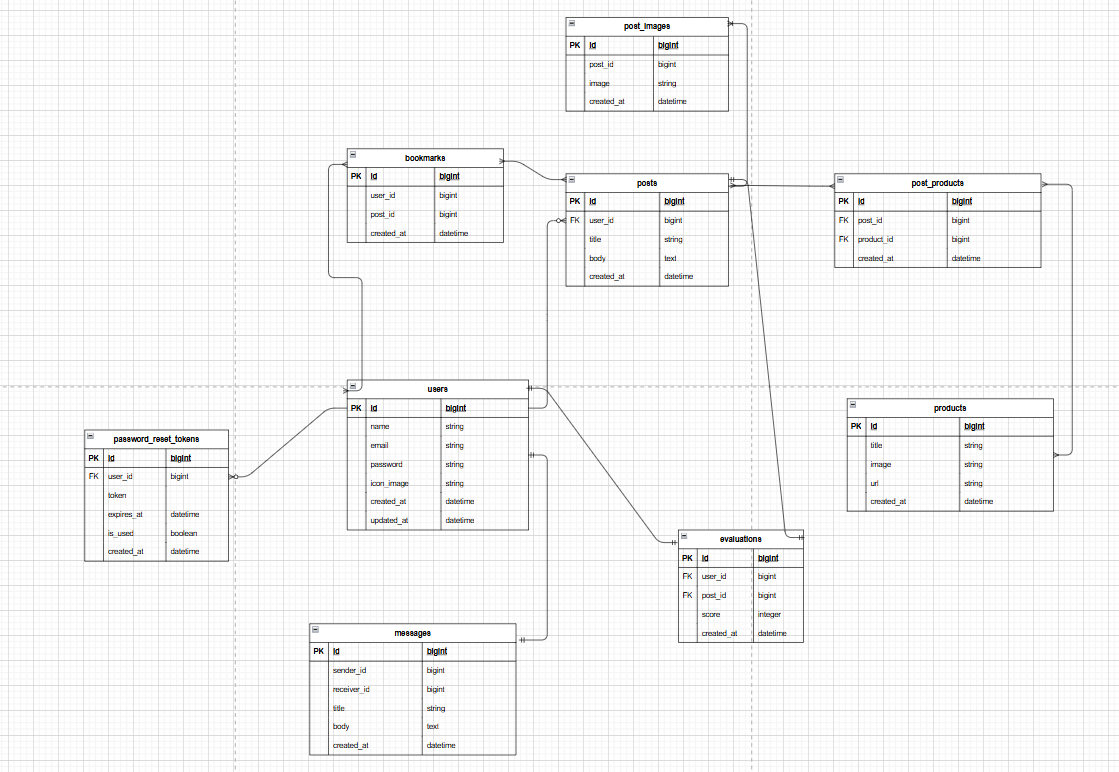 post_images
PK id bigint
post_id bigint
image string
created_at datetime
bookmarks
PK id bigint
user_id bigint
post_id bigint
created_at datetime
posts
PK id bigint
FK user_id bigint
title string
body text
created_at datetime
post_products
PK id bigint
FK post_id bigint
FK product_id bigint
created_at datetime
users
PK id bigint
name string
email string
password string
icon_image string
created_at datetime
updated_at datetime
products
PK id bigint
title string
image string
url string
created_at datetime
password_reset_tokens
PK id bigint
FK user_id bigint
token
expires_at datetime
is_used boolean
created_at datetime
evaluations
PK id bigint
FK user_id bigint
FK post_id bigint
score integer
created_at datetime
messages
PK id bigint
sender_id bigint
receiver_id bigint
title string
body text
created_at datetime